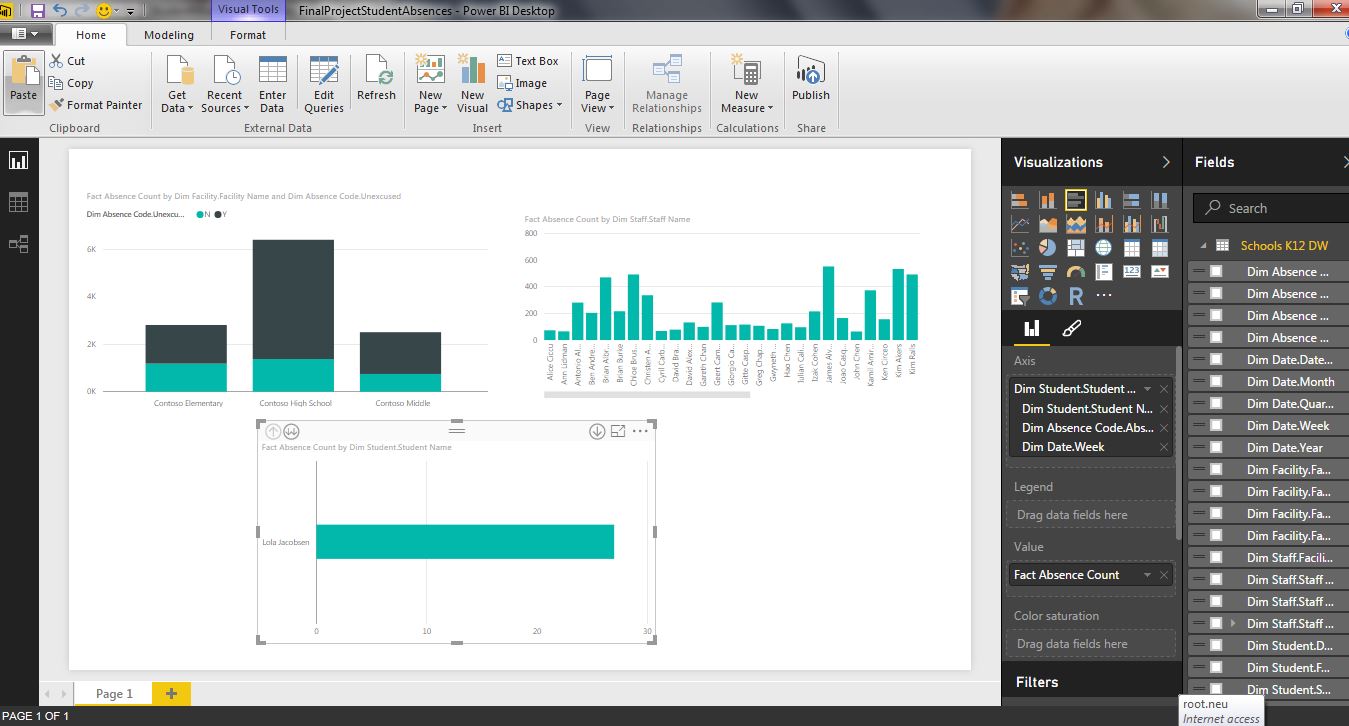 Visual Tools
FinalProjectStudentAbsences - Power BI Desktop
Home
Modeling
Format
Paste
Cut
Copy
Format Painter
Clipboard
Get Data
Recent Sources
Enter Data
Edit Queries
Refresh
External Data
New Page
New Visual
Text Box
Image
Shapes
Insert
Page View
View
Manage Relationships
Relationships
New Measure
Calculations
Publish
Share
Fact Absence Count by Dim Facility.Facility Name and Dim Absence Code.Unexcused
Dim Absence Code.Unexcu... N Y
6K
4K
2K
0K
Contoso Elementary
Contoso High School
Contoso Middle
Fact Absence Count by Dim Staff.Staff Name
800
600
400
200
0
Alice Ciccu
Ann Lidman
Antonio Al...
Ben Andre...
Brian Albr...
Brian Burke
Chloe Brus...
Christen A...
Cyril Carb...
David Bra...
David Alex...
Gareth Chan
Geert Cam...
Giorgio Ca...
Gitte Casp...
Greg Chap...
Gwyneth ...
Hao Chen
Iulian Cali...
Izak Cohen
James Alv...
Joao Casq...
John Chen
Kamil Amir...
Ken Circeo
Kim Akers
Kim Ralls
Fact Absence Count by Dim Student.Student Name
Lola Jacobsen
0
10
20
30
Visualizations
R
Axis
Dim Student.Student ...
Dim Student.Student N...
Dim Absence Code.Abs...
Dim Date.Week
Legend
Drag data fields here
Value
Fact Absence Count
Color saturation
Drag data fields here
Filters
Fields
Search
Schools K12 DW
Dim Absence ...
Dim Absence ...
Dim Absence ...
Dim Absence ...
Dim Date.Date...
Dim Date.Month
Dim Date.Quar...
Dim Date.Week
Dim Date.Year
Dim Facility.Fa...
Dim Facility.Fa...
Dim Facility.Fa...
Dim Facility.Fa...
Dim Staff.Facili...
Dim Staff.Staff ...
Dim Staff.Staff ...
Dim Staff.Staff ...
Dim Student.D...
Dim Student.F...
Dim Student.S...
root.neu
Internet access
Page 1
PAGE 1 OF 1